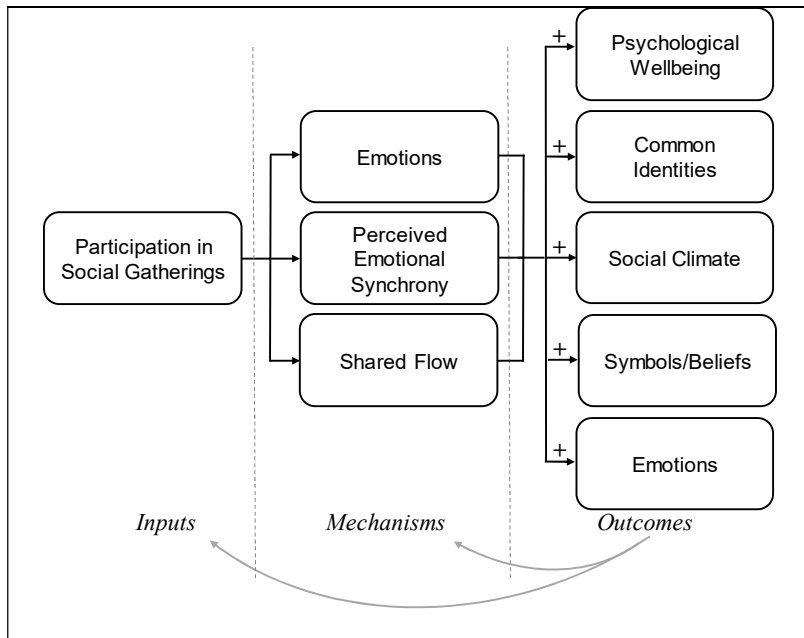 Participation in
Social Gatherings
Emotions
Perceived
Emotional
Synchrony
Shared Flow
+
Psychological
Wellbeing
+
Common
Identities
+
Social Climate
+
Symbols/Beliefs
+
Emotions
Inputs
Mechanisms
Outcomes